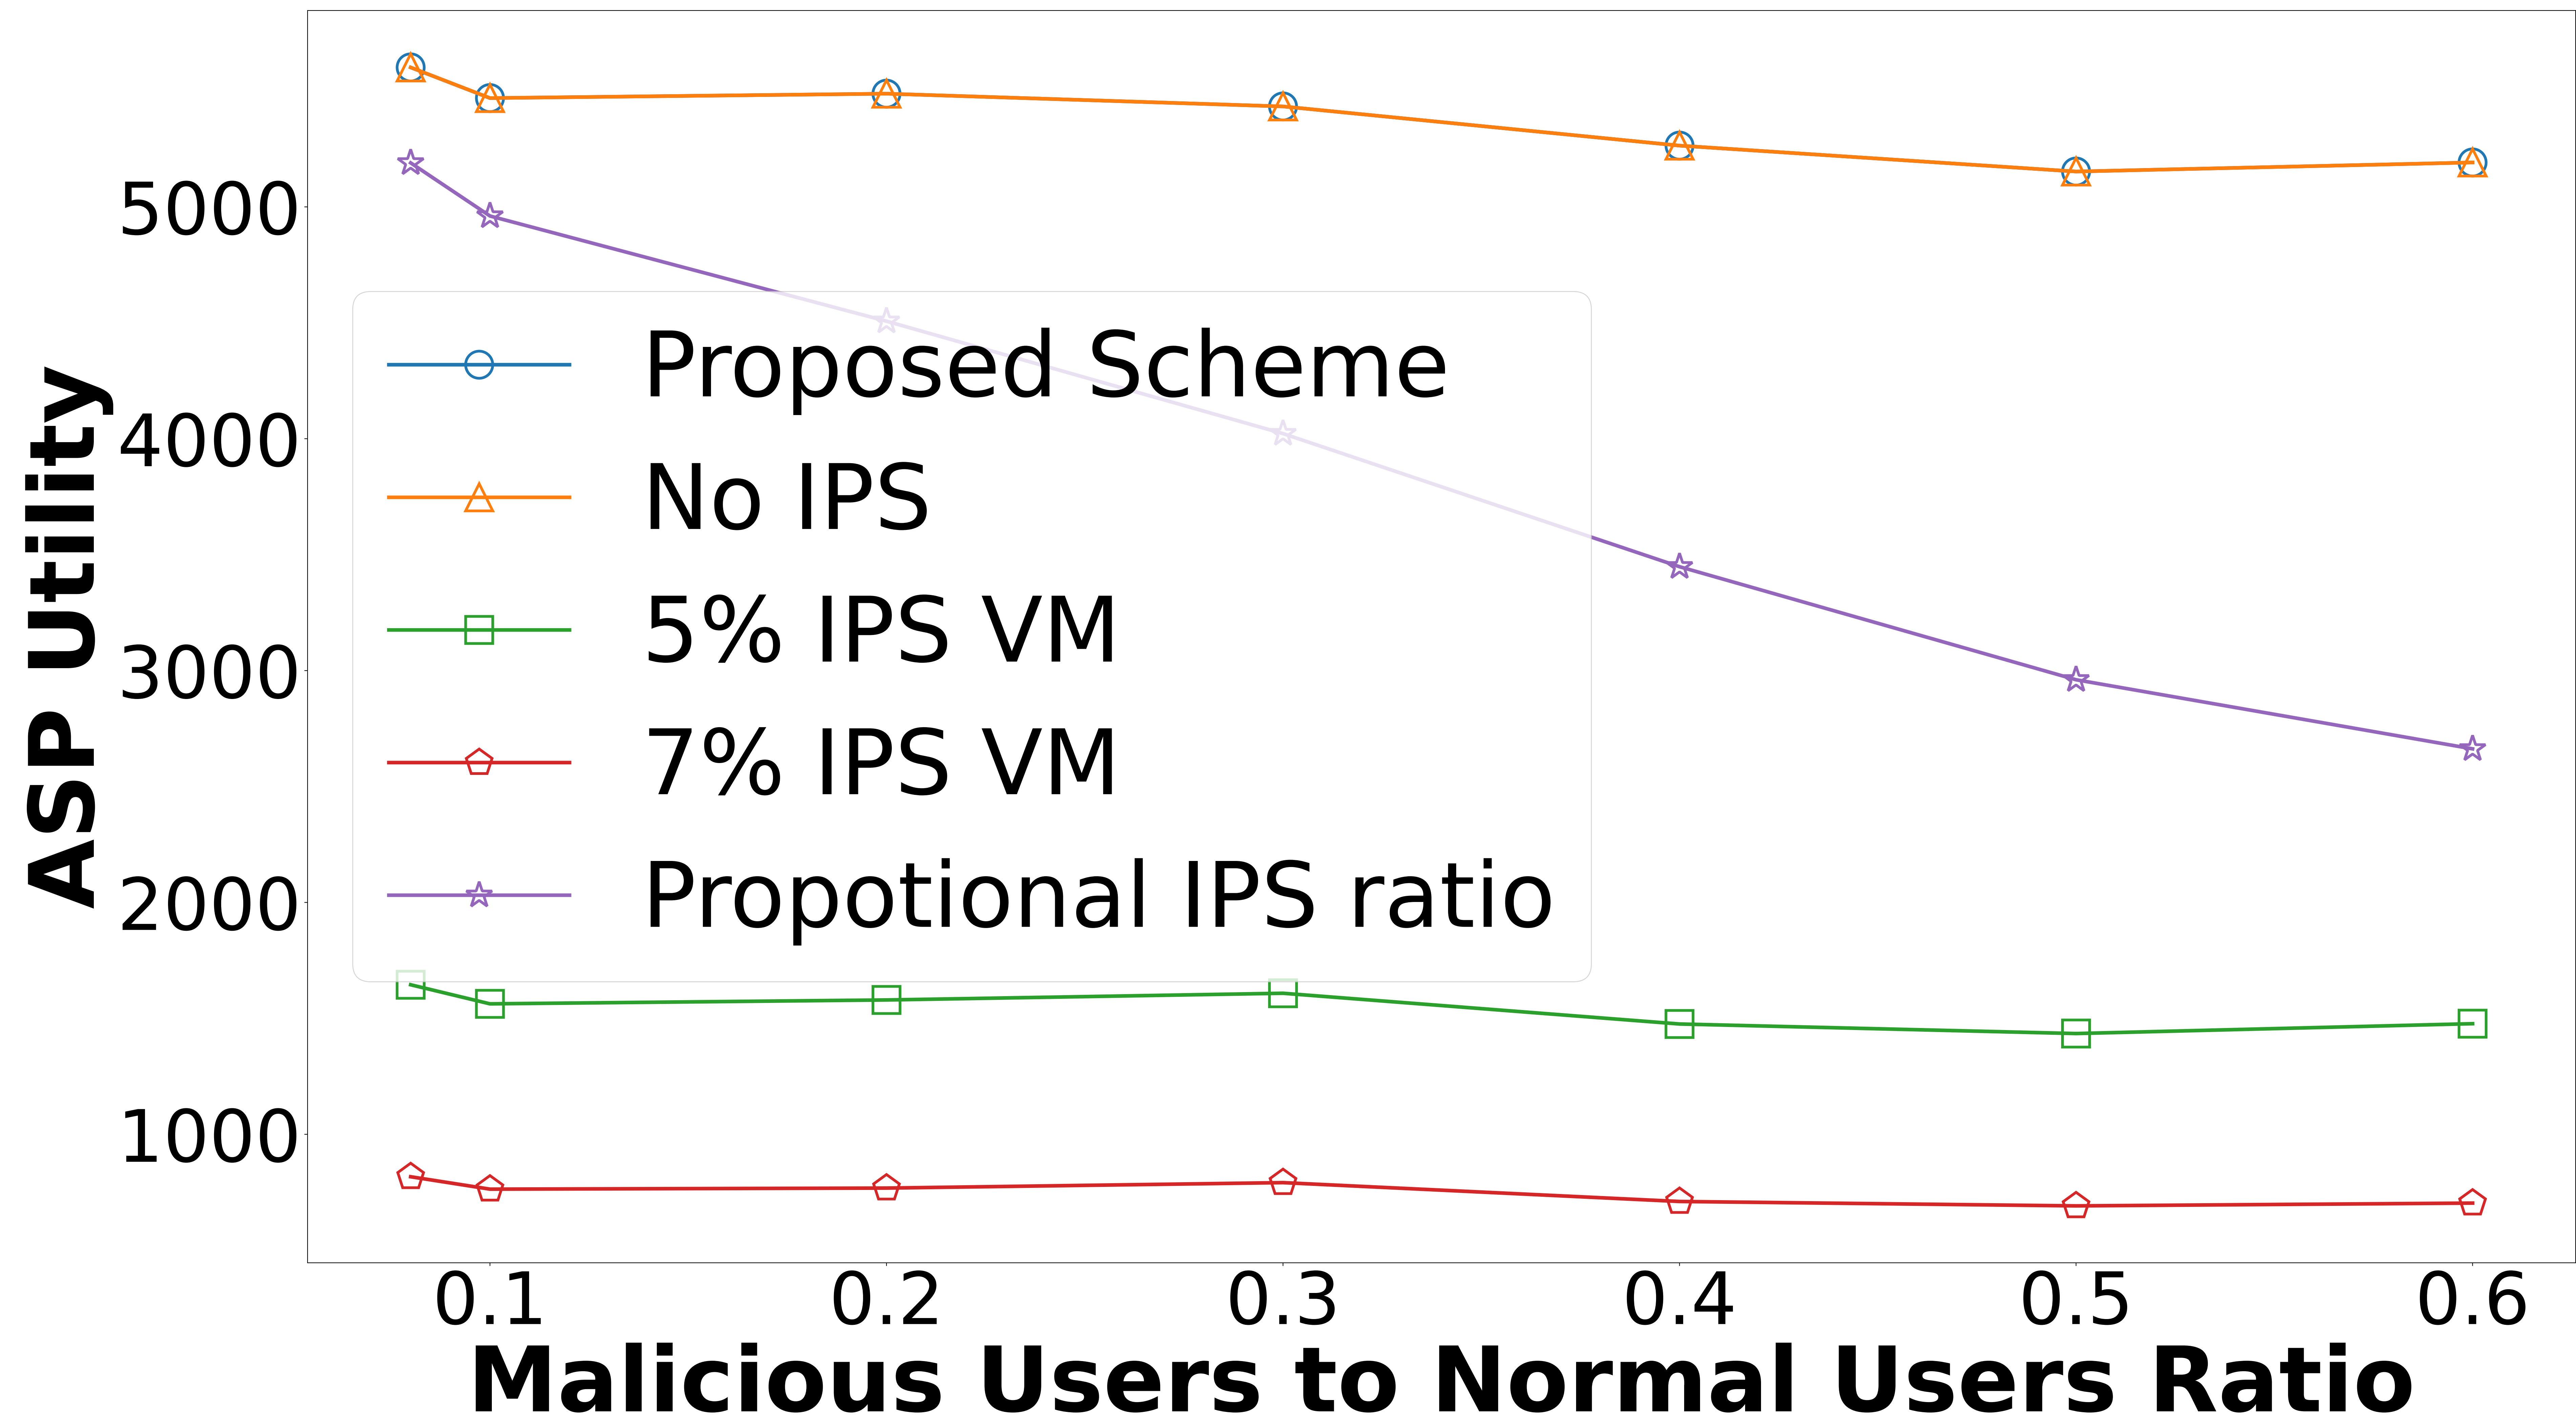 ASP Utility
5000
4000
3000
2000
1000
Proposed Scheme
No IPS
5% IPS VM
7% IPS VM
Propotional IPS ratio
0.1 0.2 0.3 0.4 0.5 0.6
Malicious Users to Normal Users Ratio